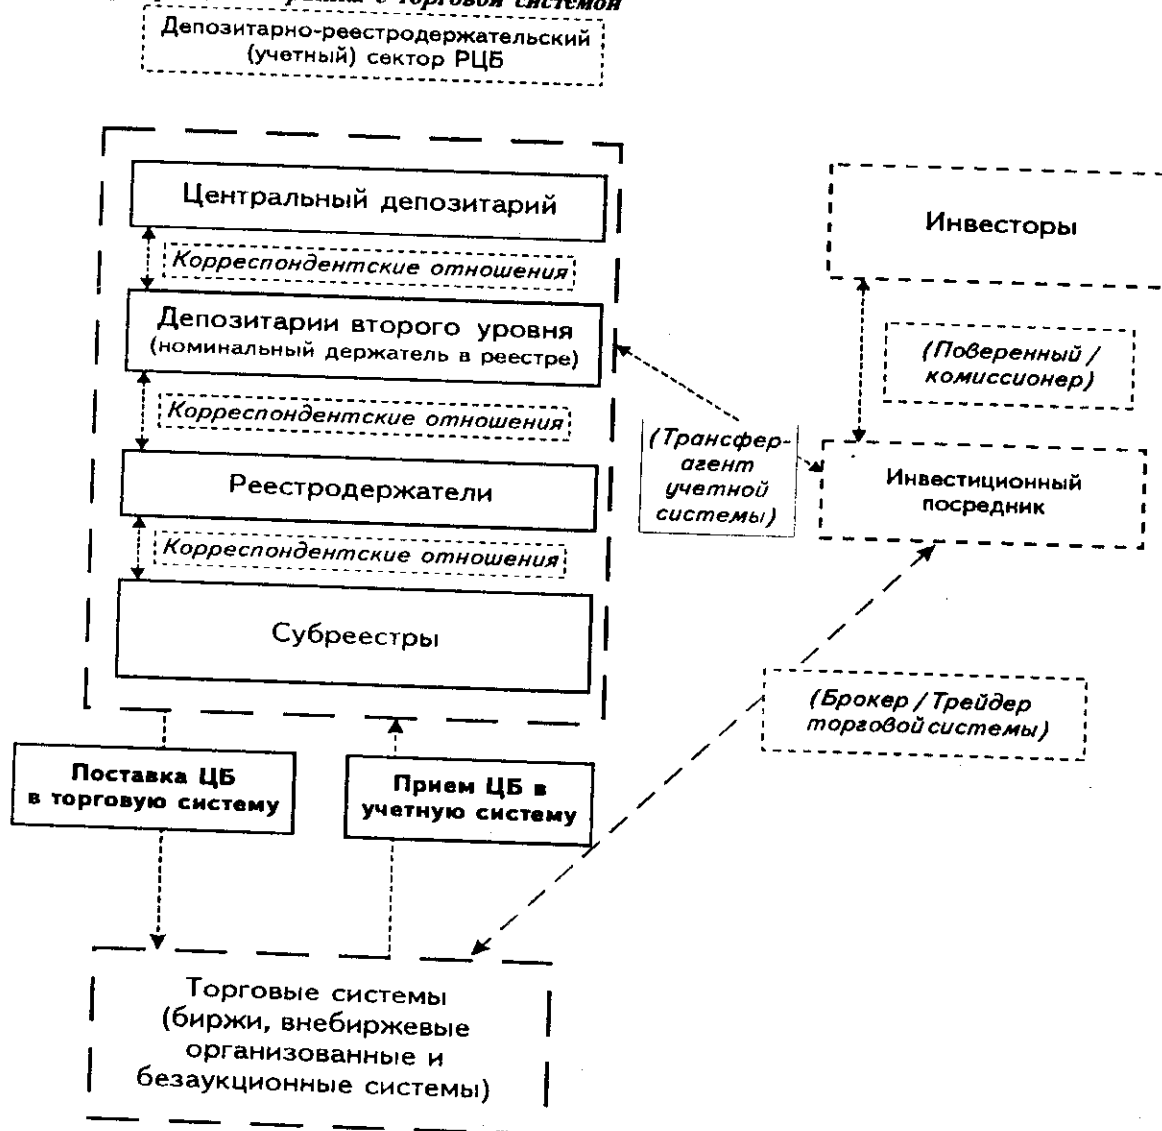 с торговой системой
Депозитарно-реестродержательский
(учетный) сектор РЦБ
Центральный депозитарий
Корреспондентские отношения
Депозитарии второго уровня
(номинальный держатель в реестре)
Корреспондентские отношения
Реестродержатели
Корреспондентские отношения
Субреестры
Инвесторы
(Поверенный /
комиссионер)
(Трансфер-
агент
учетной
системы)
Инвестиционный
посредник
(Брокер / Трейдер
торговой системы)
Поставка ЦБ
в торговую систему
Прием ЦБ в
учетную систему
Торговые системы
(биржи, внебиржевые
организованные и
безаукционные системы)